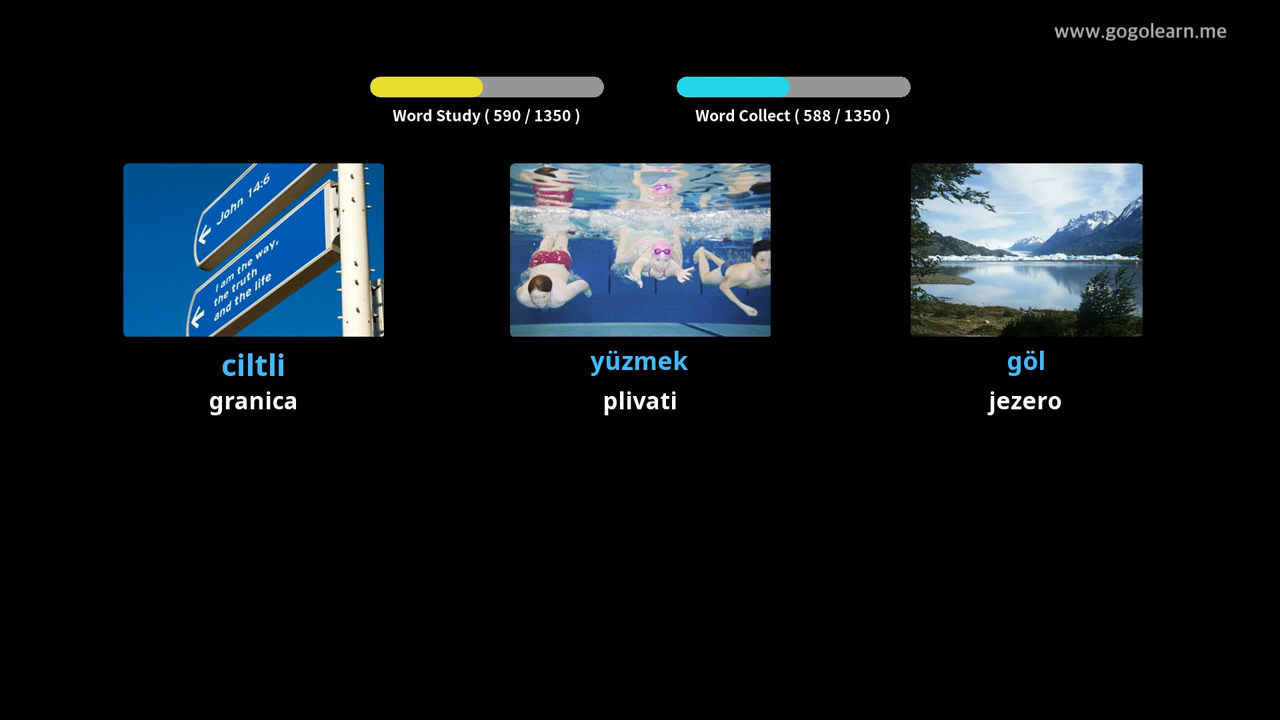 www.gogolearn.me
Word Study ( 590 / 1350 )
Word Collect ( 588 / 1350 )
John 14:6
I am the way,
the truth
and the life
ciltli
yüzmek
göl
granica
plivati
jezero